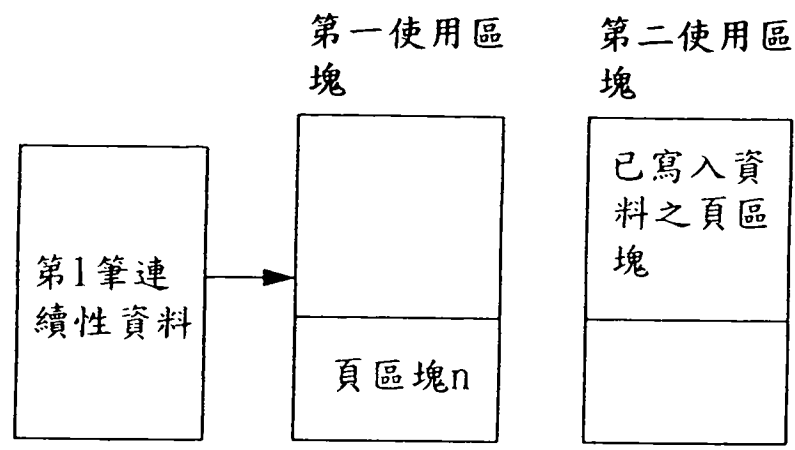 第一使用區
塊
第二使用區
塊
已寫入資
料之頁區
塊
第1筆連
續性資料
頁區塊n